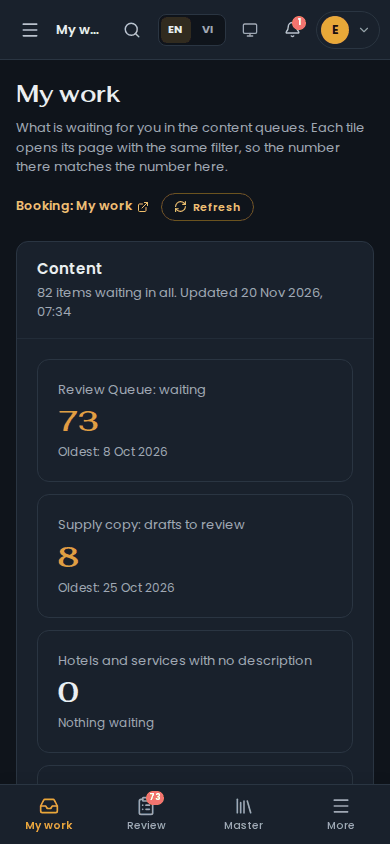 My w...
EN
VI
1
E
My work
What is waiting for you in the content queues. Each tile
opens its page with the same filter, so the number
there matches the number here.
Booking: My work
Refresh
Content
82 items waiting in all. Updated 20 Nov 2026,
07:34
Review Queue: waiting
73
Oldest: 8 Oct 2026
Supply copy: drafts to review
8
Oldest: 25 Oct 2026
Hotels and services with no description
0
Nothing waiting
73
My work
Review
Master
More